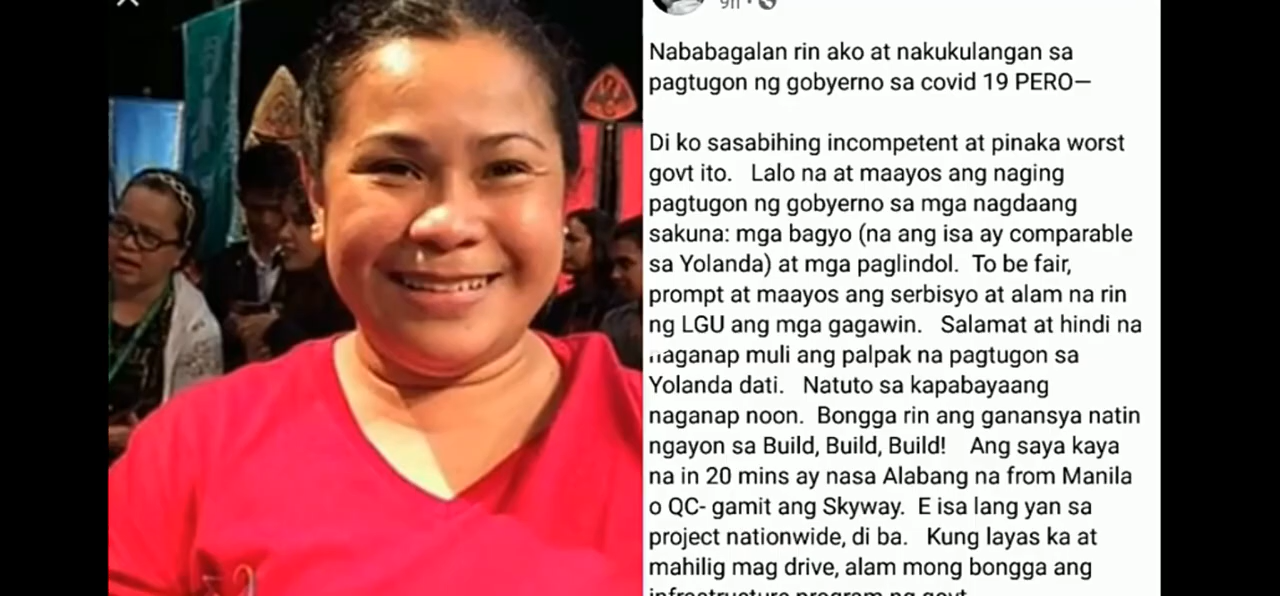 9h
Nababagalan rin ako at nakukulangan sa
pagtugon ng gobyerno sa covid 19 PERO—
Di ko sasabihing incompetent at pinaka worst
govt ito. Lalo na at maayos ang naging
pagtugon ng gobyerno sa mga nagdaang
sakuna: mga bagyo (na ang isa ay comparable
sa Yolanda) at mga paglindol. To be fair,
prompt at maayos ang serbisyo at alam na rin
ng LGU ang mga gagawin. Salamat at hindi na
naganap muli ang palpak na pagtugon sa
Yolanda dati. Natuto sa kapabayaang
naganap noon. Bongga rin ang ganansya natin
ngayon sa Build, Build, Build! Ang saya kaya
na in 20 mins ay nasa Alabang na from Manila
o QC- gamit ang Skyway. E isa lang yan sa
project nationwide, di ba. Kung layas ka at
mahilig mag drive, alam mong bongga ang
infrastructure program ng govt